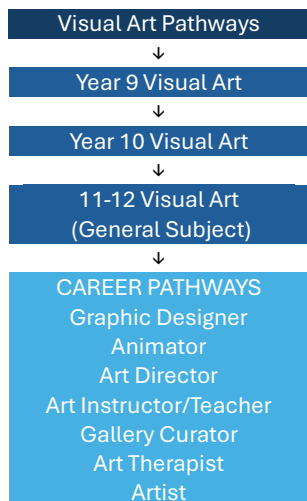 Visual Art Pathways
Year 9 Visual Art
Year 10 Visual Art
11-12 Visual Art
(General Subject)
CAREER PATHWAYS
Graphic Designer
Animator
Art Director
Art Instructor/Teacher
Gallery Curator
Art Therapist
Artist